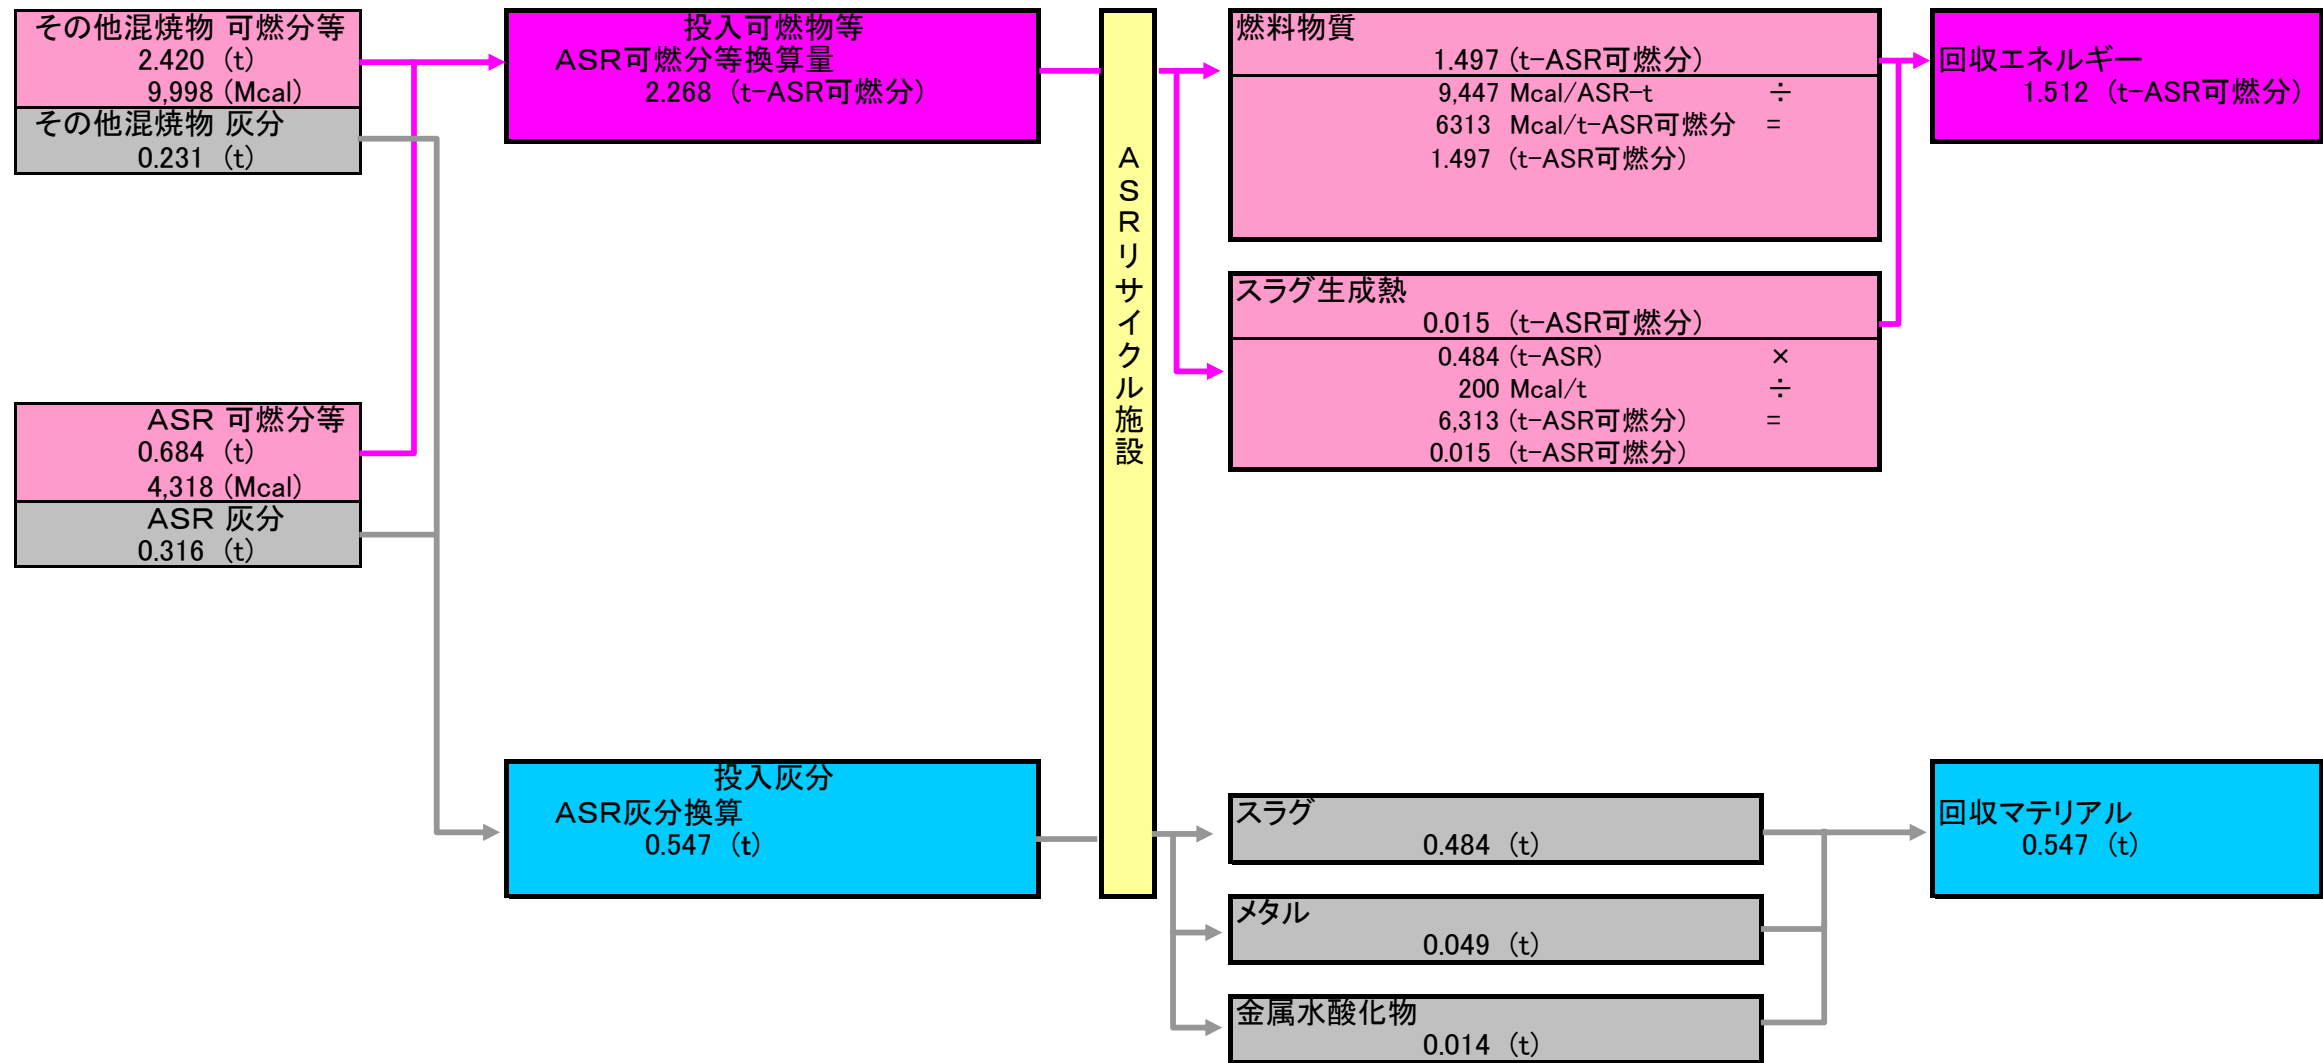 その他混焼物 可燃分等
2.420 (t)
9,998 (Mcal)
その他混焼物 灰分
0.231 (t)
ASR 可燃分等
0.684 (t)
4,318 (Mcal)
ASR 灰分
0.316 (t)
投入可燃物等
ASR可燃分等換算量
2.268 (t-ASR可燃分)
投入灰分
ASR灰分換算
0.547 (t)
ASRリサイクル施設
燃料物質
1.497 (t-ASR可燃分)
9,447 Mcal/ASR-t ÷
6313 Mcal/t-ASR可燃分 =
1.497 (t-ASR可燃分)
スラグ生成熱
0.015 (t-ASR可燃分)
0.484 (t-ASR) ×
200 Mcal/t ÷
6,313 (t-ASR可燃分) =
0.015 (t-ASR可燃分)
スラグ
0.484 (t)
メタル
0.049 (t)
金属水酸化物
0.014 (t)
回収エネルギー
1.512 (t-ASR可燃分)
回収マテリアル
0.547 (t)